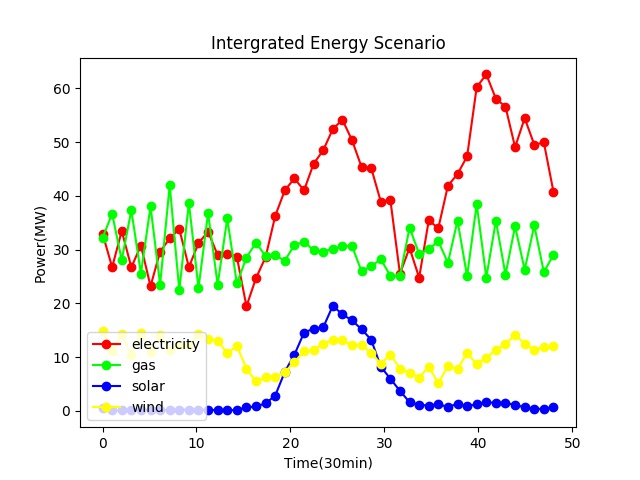 Intergrated Energy Scenario
Power(MW)
60
50
40
30
20
10
0
electricity
gas
solar
wind
0 10 20 30 40 50
Time(30min)